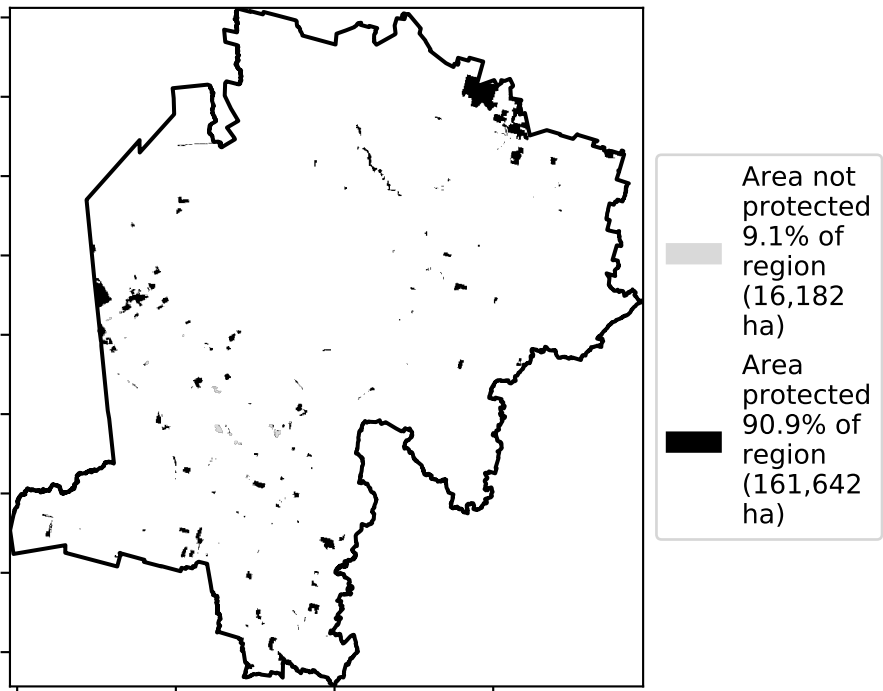 Area not
protected
9.1% of
region
(16,182
ha)
Area
protected
90.9% of
region
(161,642
ha)